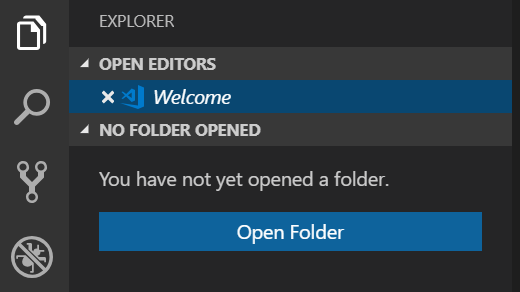 EXPLORER
OPEN EDITORS
Welcome
NO FOLDER OPENED
You have not yet opened a folder.
Open Folder